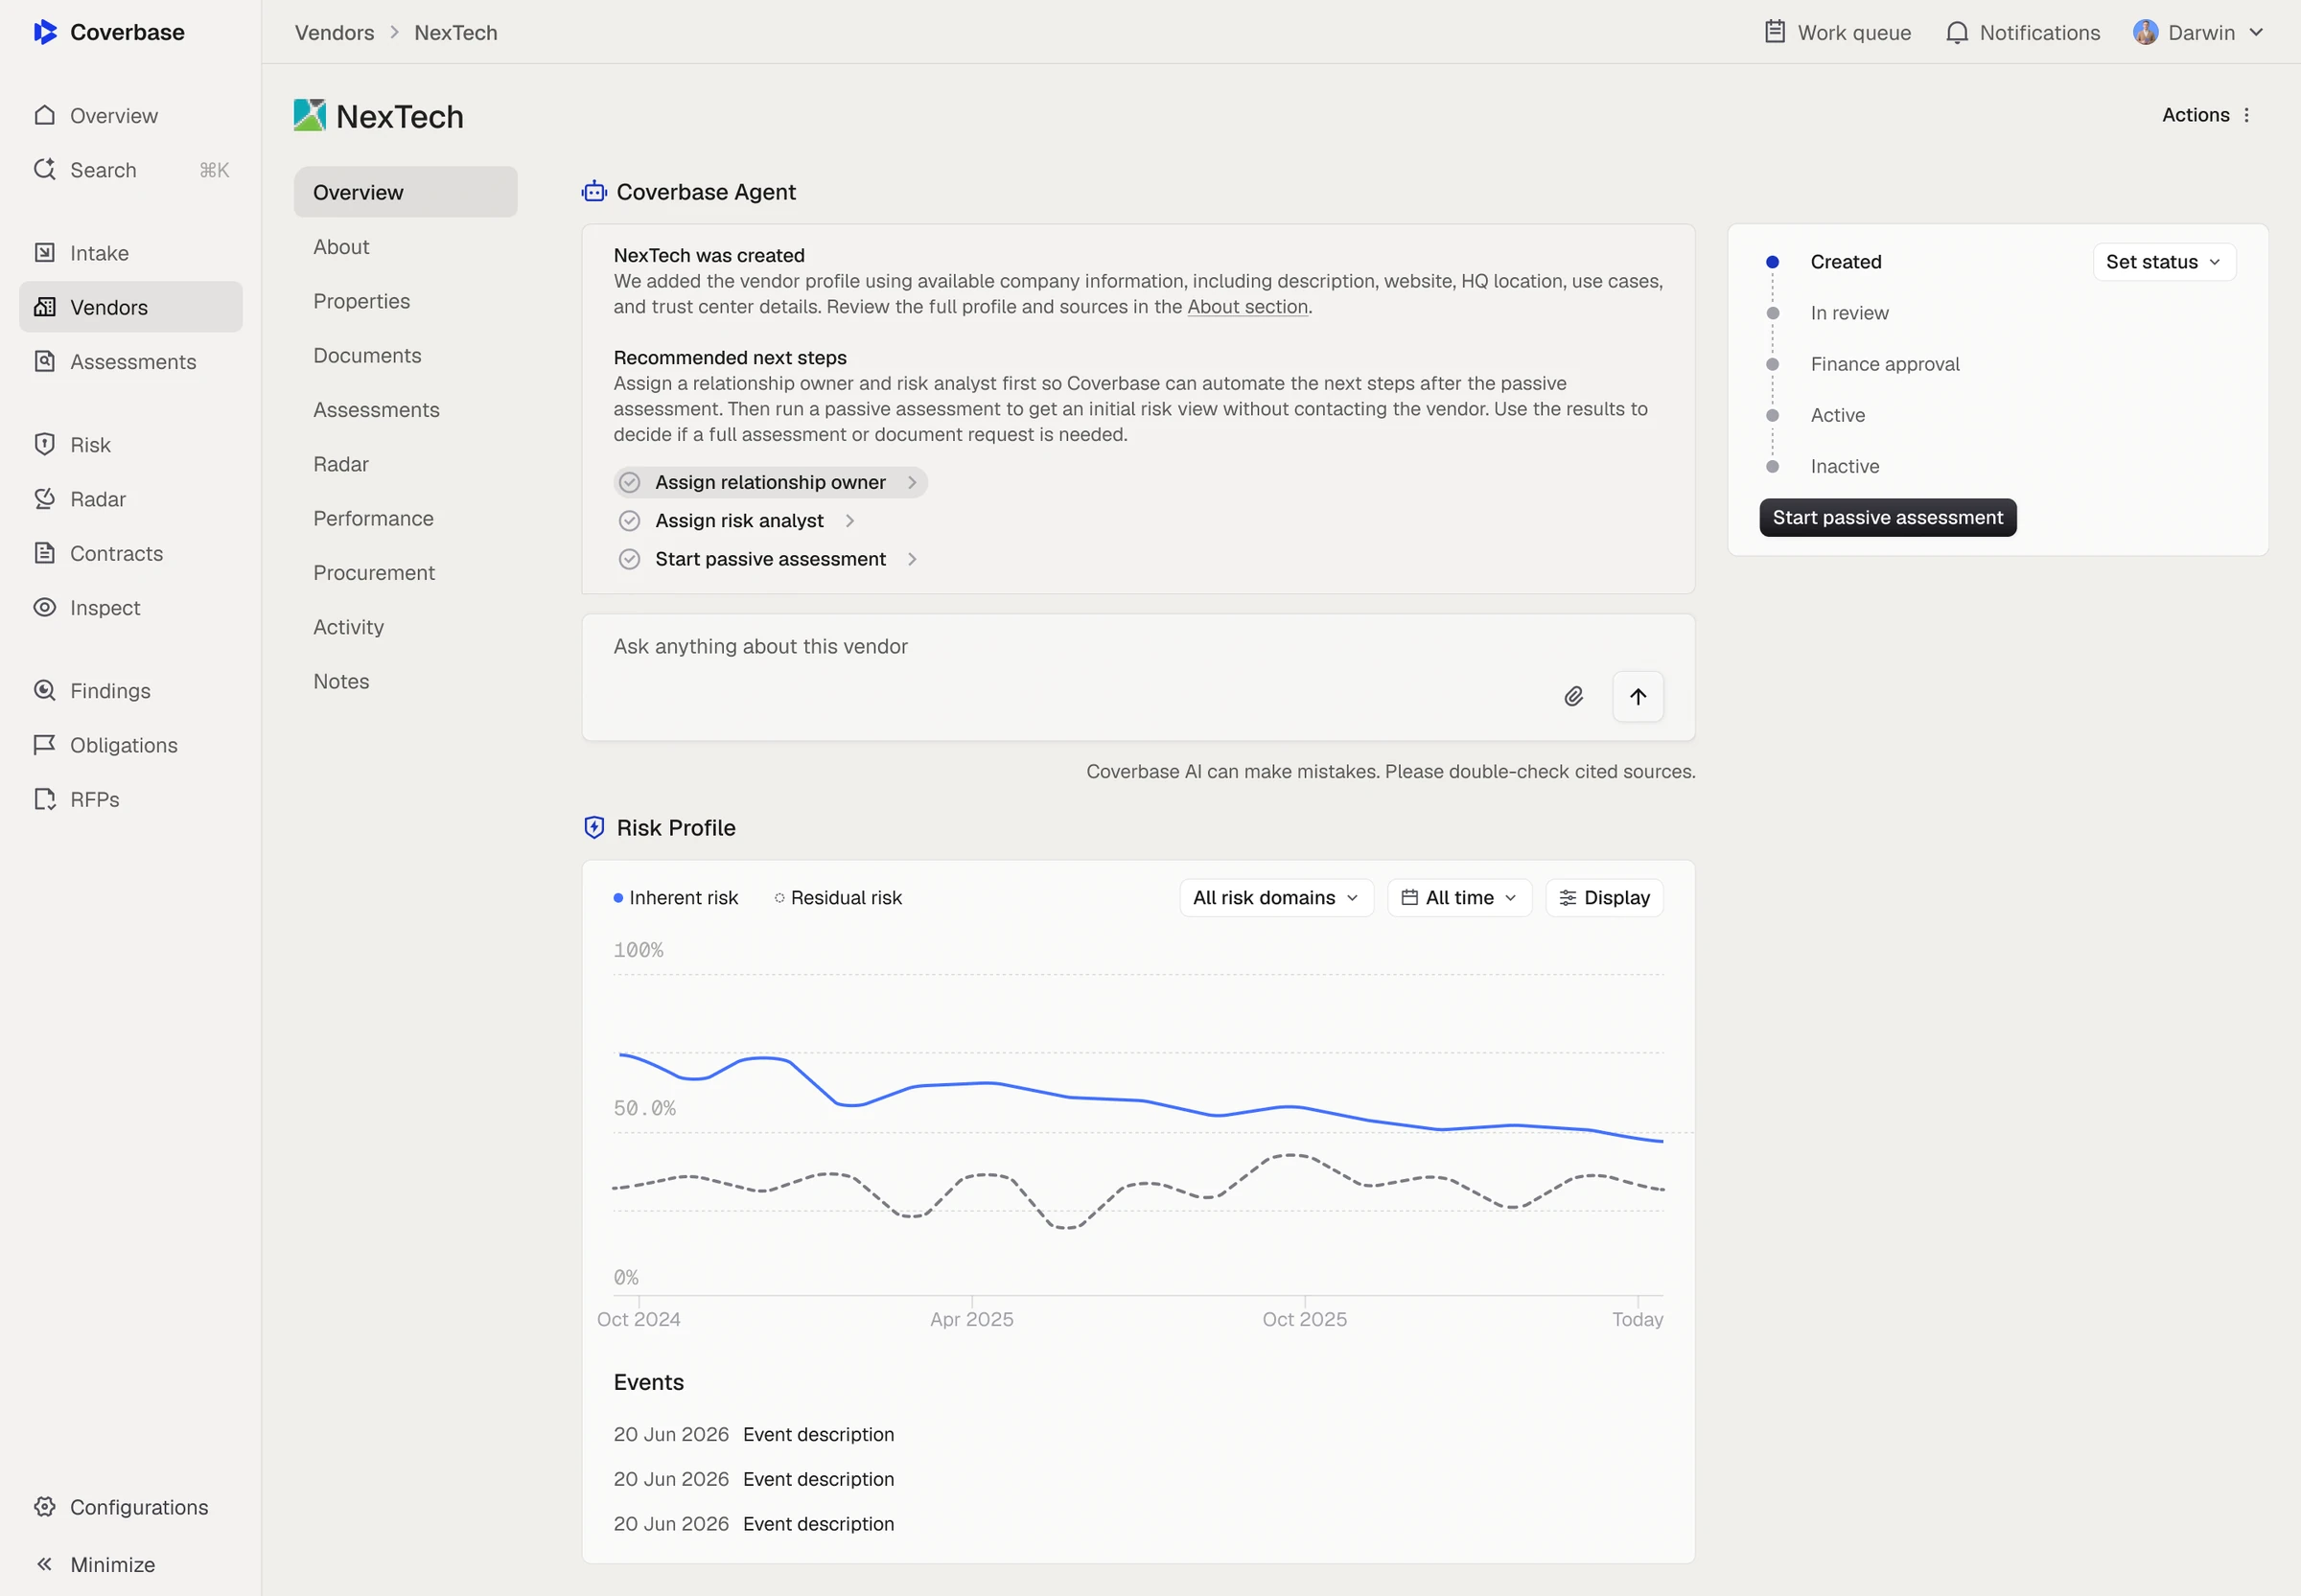 Coverbase
Overview
Search ⌘K
Intake
Vendors
Assessments
Risk
Radar
Contracts
Inspect
Findings
Obligations
RFPs
Configurations
Minimize
Vendors > NexTech
Work queue
Notifications
Darwin
NexTech
Actions
Overview
About
Properties
Documents
Assessments
Radar
Performance
Procurement
Activity
Notes
Coverbase Agent
NexTech was created
We added the vendor profile using available company information, including description, website, HQ location, use cases,
and trust center details. Review the full profile and sources in the About section.
Recommended next steps
Assign a relationship owner and risk analyst first so Coverbase can automate the next steps after the passive
assessment. Then run a passive assessment to get an initial risk view without contacting the vendor. Use the results to
decide if a full assessment or document request is needed.
Assign relationship owner
Assign risk analyst
Start passive assessment
Ask anything about this vendor
Coverbase AI can make mistakes. Please double-check cited sources.
Created
Set status
In review
Finance approval
Active
Inactive
Start passive assessment
Risk Profile
Inherent risk
Residual risk
All risk domains
All time
Display
100%
50.0%
0%
Oct 2024
Apr 2025
Oct 2025
Today
Events
20 Jun 2026 Event description
20 Jun 2026 Event description
20 Jun 2026 Event description